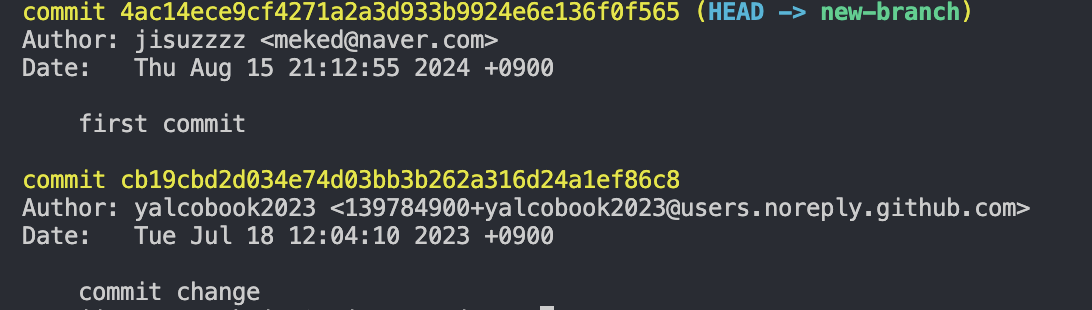 commit 4ac14ece9cf4271a2a3d933b9924e6e136f0f565 (HEAD -> new-branch)
Author: jisuzzzz <meked@naver.com>
Date:   Thu Aug 15 21:12:55 2024 +0900
first commit
commit cb19cbd2d034e74d03bb3b262a316d24a1ef86c8
Author: yalcobook2023 <139784900+yalcobook2023@users.noreply.github.com>
Date:   Tue Jul 18 12:04:10 2023 +0900
commit change